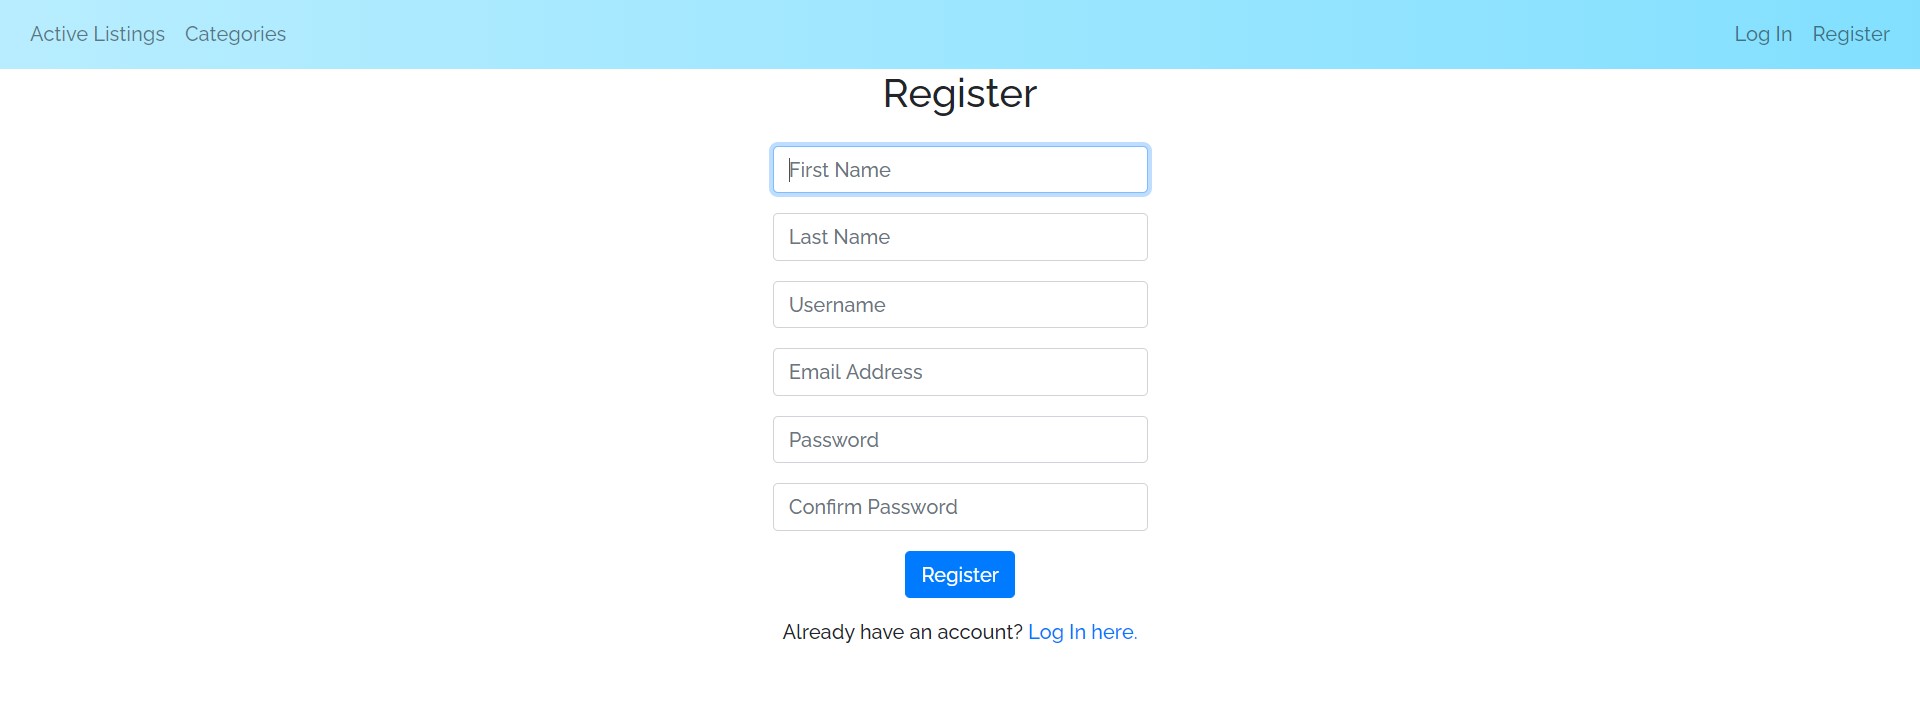 Active Listings Categories Log In Register
Register
First Name
Last Name
Username
Email Address
Password
Confirm Password
Register
Already have an account? Log In here.